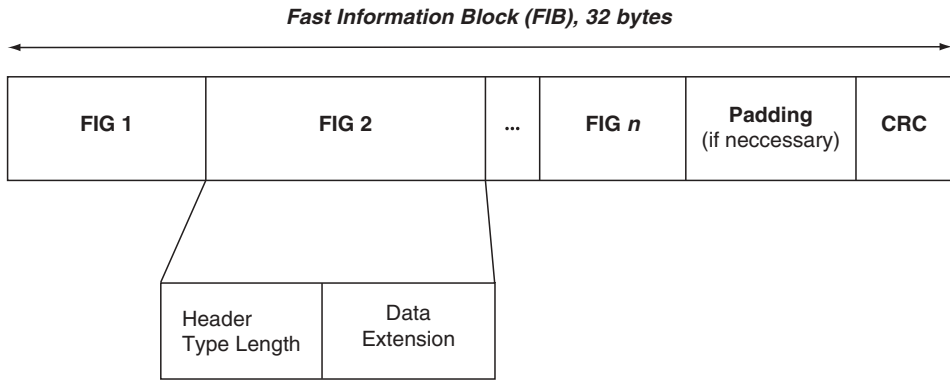 Fast Information Block (FIB), 32 bytes
FIG 1
FIG 2
...
FIG n
Padding
(if neccessary)
CRC
Header
Type Length
Data
Extension